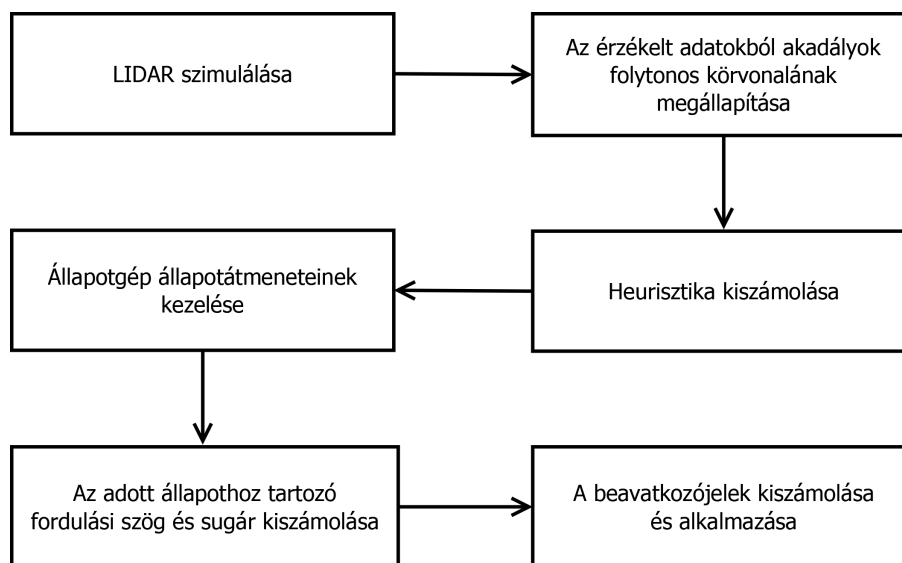 LIDAR szimulálása
Az érzékelt adatokból akadályok
folytonos körvonalának
megállapítása
Heurisztika kiszámolása
Állapotgép állapotátmeneteinek
kezelése
Az adott állapothoz tartozó
fordulási szög és sugár kiszámolása
A beavatkozójelek kiszámolása
és alkalmazása